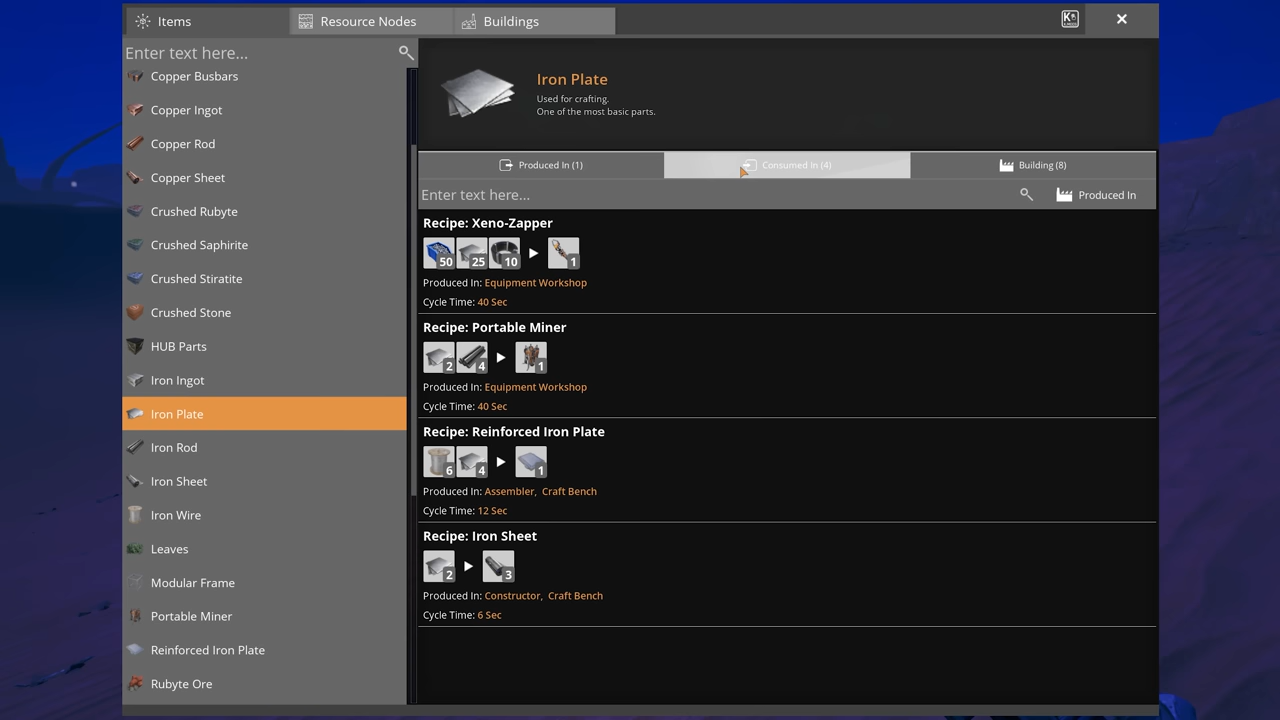 Items
Resource Nodes
Buildings
Enter text here...
Copper Busbars
Copper Ingot
Copper Rod
Copper Sheet
Crushed Rubyte
Crushed Saphirite
Crushed Stiratite
Crushed Stone
HUB Parts
Iron Ingot
Iron Plate
Iron Rod
Iron Sheet
Iron Wire
Leaves
Modular Frame
Portable Miner
Reinforced Iron Plate
Rubyte Ore
Iron Plate
Used for crafting.
One of the most basic parts.
Produced In (1)
Consumed In (4)
Building (8)
Enter text here...
Produced In
Recipe: Xeno-Zapper
50 25 10 1
Produced In: Equipment Workshop
Cycle Time: 40 Sec
Recipe: Portable Miner
2 4 1
Produced In: Equipment Workshop
Cycle Time: 40 Sec
Recipe: Reinforced Iron Plate
6 4 1
Produced In: Assembler, Craft Bench
Cycle Time: 12 Sec
Recipe: Iron Sheet
2 3
Produced In: Constructor, Craft Bench
Cycle Time: 6 Sec